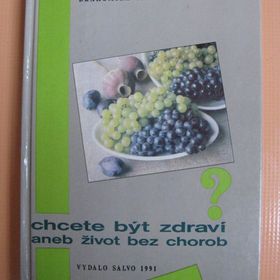 ?
chcete být zdraví
aneb život bez chorob
VYDALO SALVO 1991